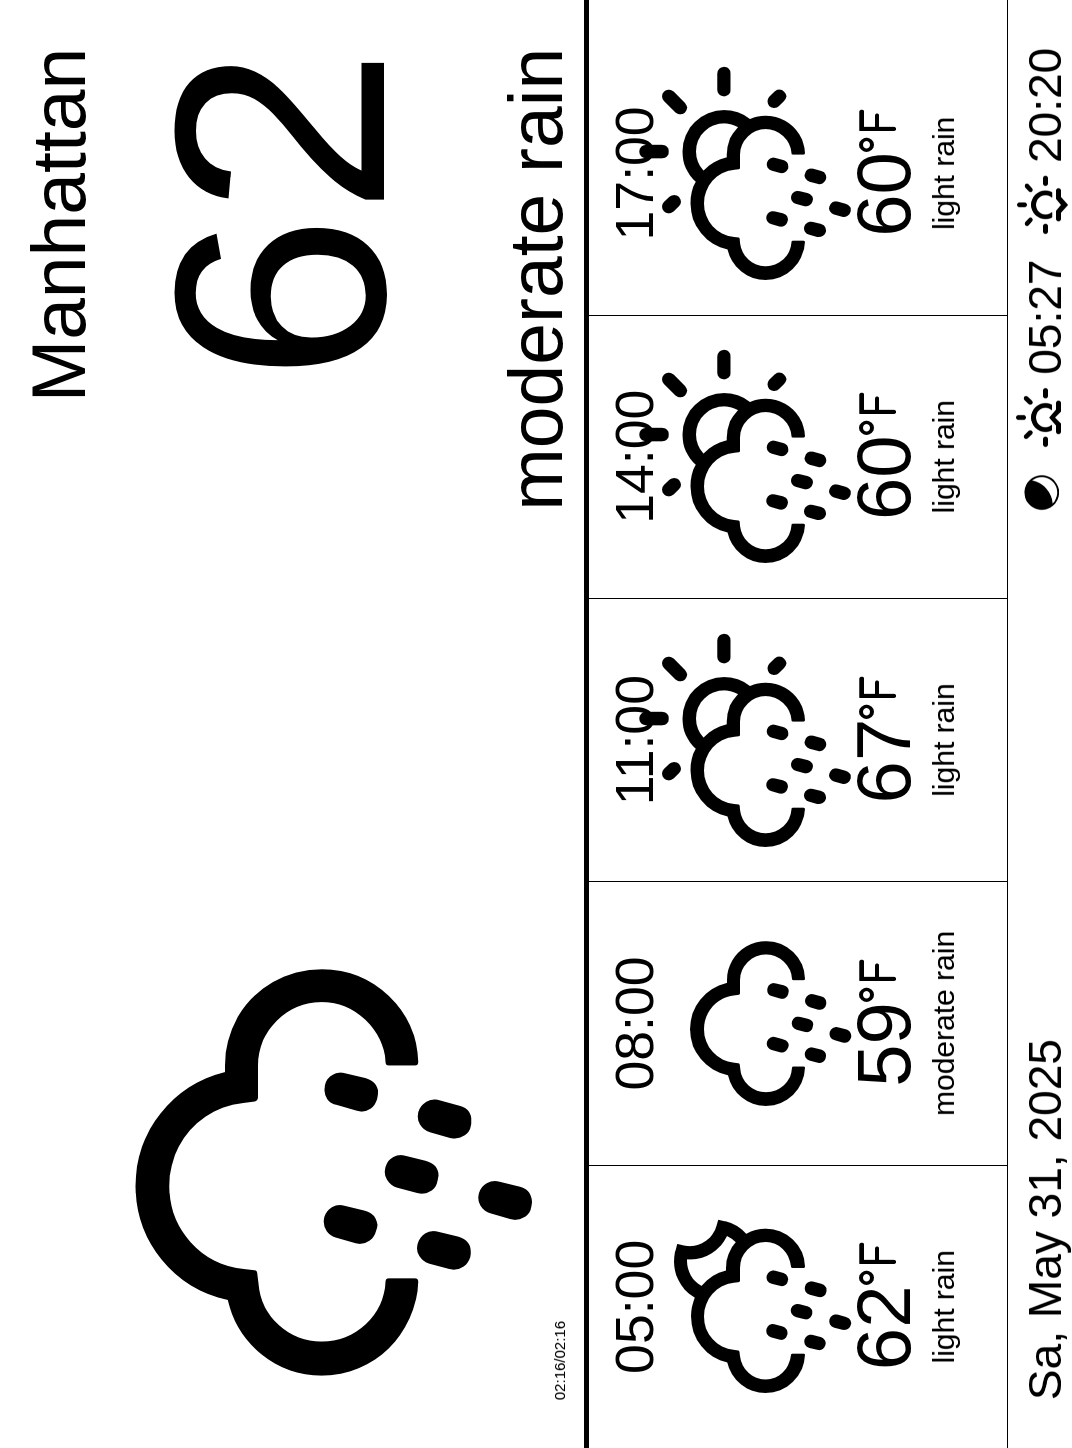 Manhattan
62
moderate rain
02:16/02:16
05:00
62°F
light rain
08:00
59°F
moderate rain
11:00
67°F
light rain
14:00
60°F
light rain
17:00
60°F
light rain
Sa, May 31, 2025
05:27
20:20